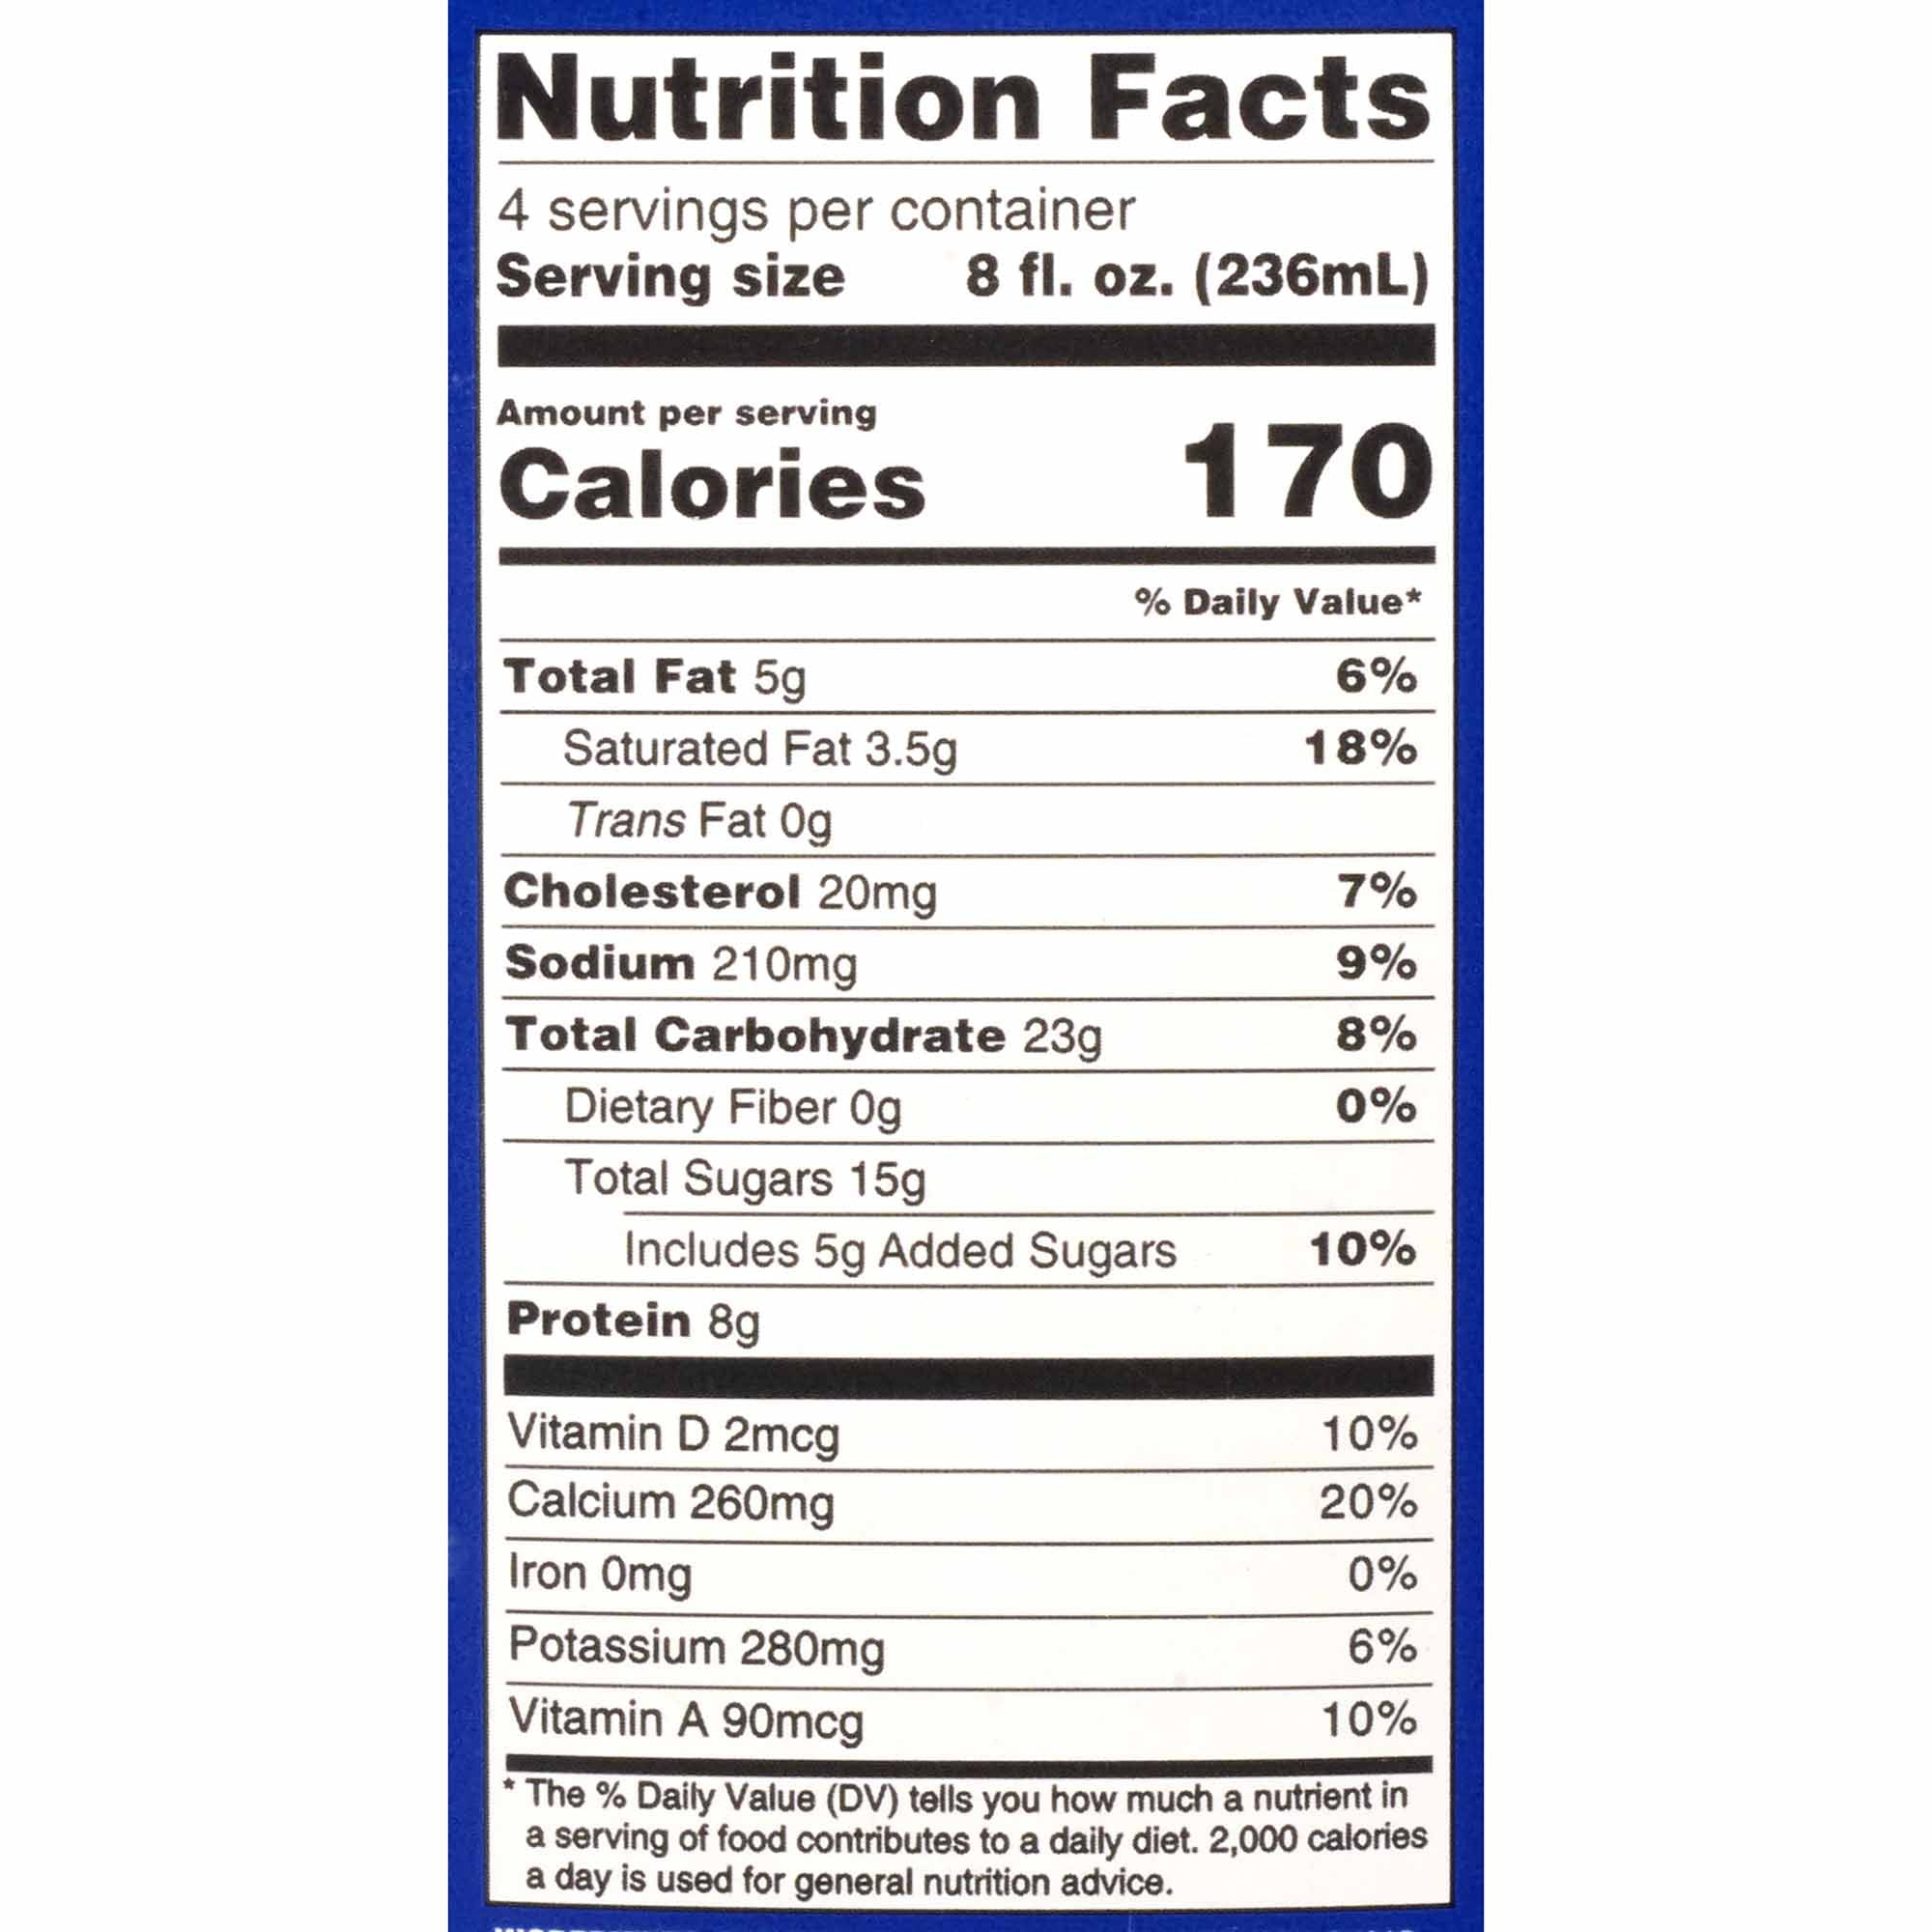 Nutrition Facts
4 servings per container
Serving size 8 fl. oz. (236mL)
Amount per serving
Calories 170
% Daily Value*
Total Fat 5g 6%
Saturated Fat 3.5g 18%
Trans Fat 0g
Cholesterol 20mg 7%
Sodium 210mg 9%
Total Carbohydrate 23g 8%
Dietary Fiber 0g 0%
Total Sugars 15g
Includes 5g Added Sugars 10%
Protein 8g
Vitamin D 2mcg 10%
Calcium 260mg 20%
Iron 0mg 0%
Potassium 280mg 6%
Vitamin A 90mcg 10%
* The % Daily Value (DV) tells you how much a nutrient in
a serving of food contributes to a daily diet. 2,000 calories
a day is used for general nutrition advice.